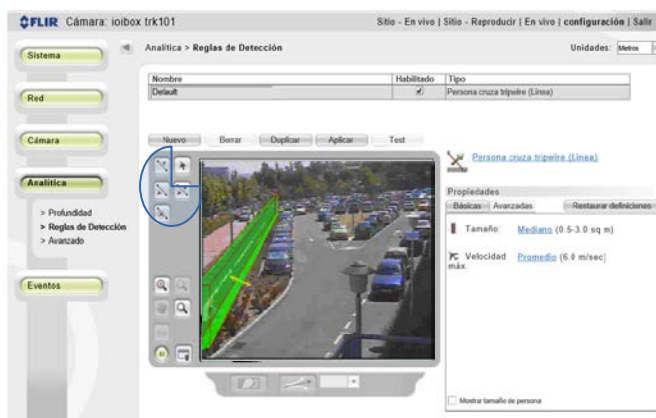 FLIR Cámara: ioibox trk101
Sitio - En vivo | Sitio - Reproducir | En vivo | configuración | Salir
Analítica > Reglas de Detección
Unidades: Metros
Sistema
Red
Cámara
Analítica
> Profundidad
> Reglas de Detección
> Avanzado
Eventos
Nombre Habilitado Tipo
Default Persona cruza tripwire (Línea)
Nuevo Borrar Duplicar Aplicar Test
Persona cruza tripwire (Línea)
Propiedades
Básicas Avanzadas Restaurar definiciones
Tamaño: Mediano (0.5-3.0 sq m)
Velocidad máx. Promedio (6.0 m/sec)
Mostrar tamaño de persona